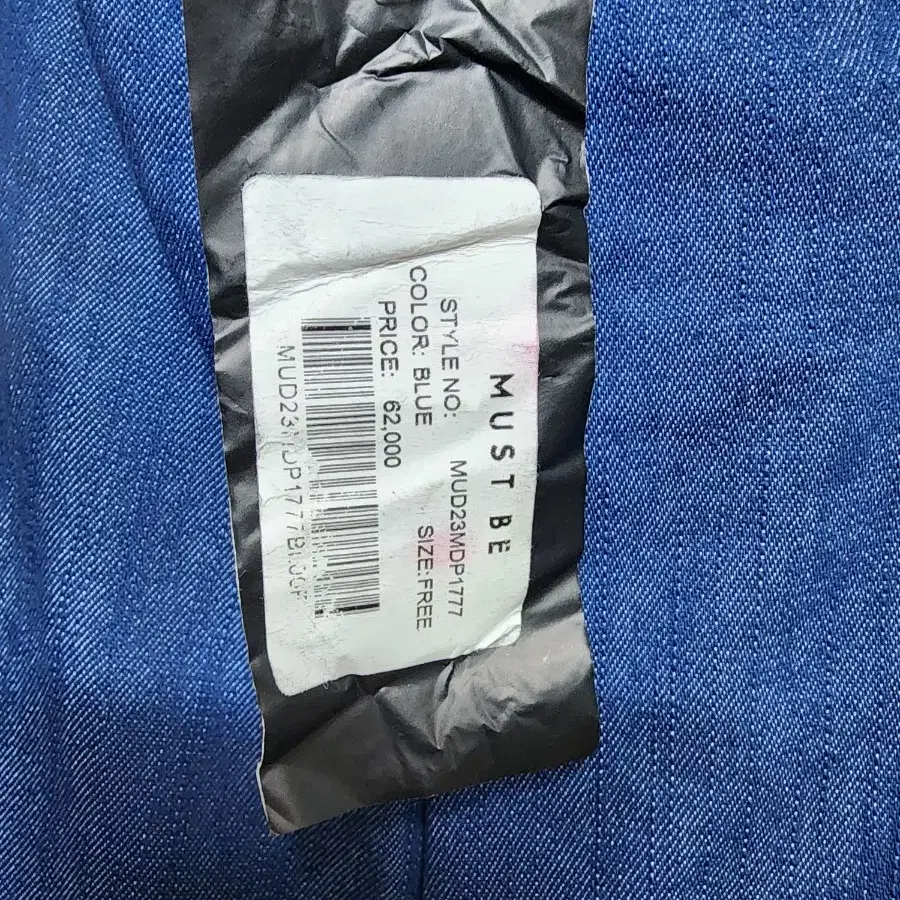 MUST BE
STYLE NO: MUD23MDP1777
COLOR: BLUE SIZE:FREE
PRICE: 62,000